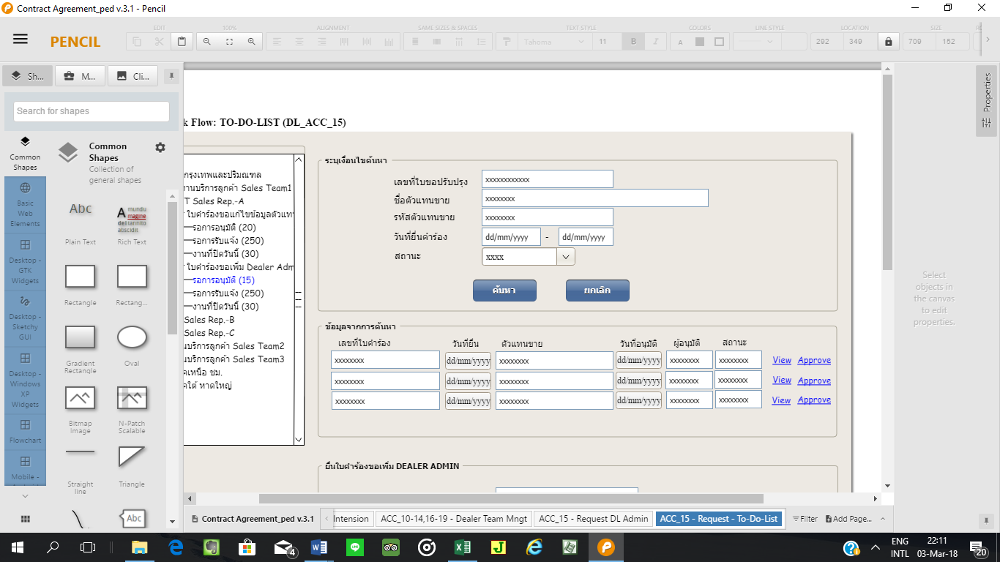 Contract Agreement_ped v.3.1 - Pencil
PENCIL
EDIT
100%
ALIGNMENT
SAME SIZES & SPACES
TEXT STYLE
COLORS
LINE STYLE
LOCATION
SIZE
Tahoma
11
B
I
A
292
349
709
152
Sh...
M...
Cli...
Search for shapes
Common Shapes
Basic Web Elements
Desktop - GTK Widgets
Desktop - Sketchy GUI
Desktop - Windows XP Widgets
Flowchart
Mobile -
Common Shapes
Collection of general shapes
Abc
Plain Text
A mundu
magine
del tannito
abscidit
Rich Text
Rectangle
Rectang...
Gradient Rectangle
Oval
Bitmap Image
N-Patch Scalable
Straight line
Triangle
Abc
k Flow: TO-DO-LIST (DL_ACC_15)
กรุงเทพและปริมณฑล
งานบริการลูกค้า Sales Team1
T Sales Rep.-A
ใบคำร้องขอแก้ไขข้อมูลตัวแท
รอการอนุมัติ (20)
รอการรับแจ้ง (250)
งานที่ปิดวันนี้ (30)
ใบคำร้องขอเพิ่ม Dealer Adm
รอการอนุมัติ (15)
รอการรับแจ้ง (250)
งานที่ปิดวันนี้ (30)
Sales Rep.-B
Sales Rep.-C
นบริการลูกค้า Sales Team2
นบริการลูกค้า Sales Team3
คเหนือ ชม.
คใต้ หาดใหญ่
ระบุเงื่อนไขค้นหา
เลขที่ใบขอปรับปรุง xxxxxxxxxxxx
ชื่อตัวแทนขาย xxxxxxxx
รหัสตัวแทนขาย xxxxxxxx
วันที่ยื่นคำร้อง dd/mm/yyyy - dd/mm/yyyy
สถานะ xxxx
ค้นหา ยกเลิก
ข้อมูลจากการค้นหา
เลขที่ใบคำร้อง วันที่ยื่น ตัวแทนขาย วันที่อนุมัติ ผู้อนุมัติ สถานะ
xxxxxxxx dd/mm/yyyy xxxxxxxx dd/mm/yyyy xxxxxxxx xxxxxxxx View Approve
xxxxxxxx dd/mm/yyyy xxxxxxxx dd/mm/yyyy xxxxxxxx xxxxxxxx View Approve
xxxxxxxx dd/mm/yyyy xxxxxxxx dd/mm/yyyy xxxxxxxx xxxxxxxx View Approve
ยื่นใบคำร้องขอเพิ่ม DEALER ADMIN
Properties
Select objects in the canvas to edit properties.
Contract Agreement_ped v.3.1
Intension
ACC_10-14,16-19 - Dealer Team Mngt
ACC_15 - Request DL Admin
ACC_15 - Request - To-Do-List
Filter
Add Page...
4
ENG
INTL
22:11
03-Mar-18
20